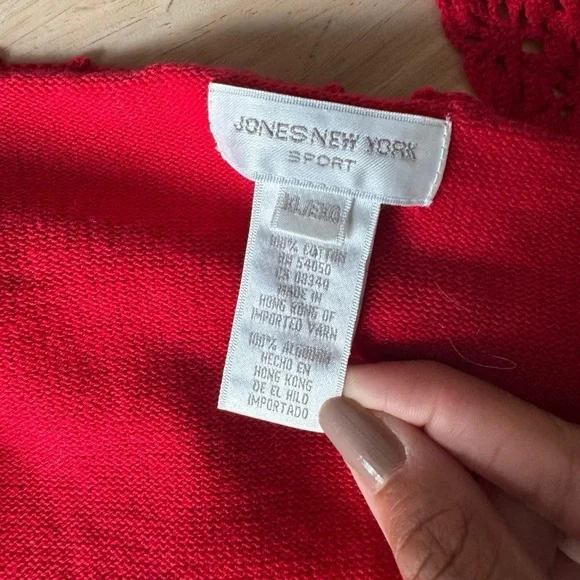 JONES NEW YORK
SPORT
XL/EXG
100% COTTON
RN 54050
CA 08340
MADE IN
HONG KONG OF
IMPORTED YARN
100% ALGODON
HECHO EN
HONG KONG
DE EL HILO
IMPORTADO